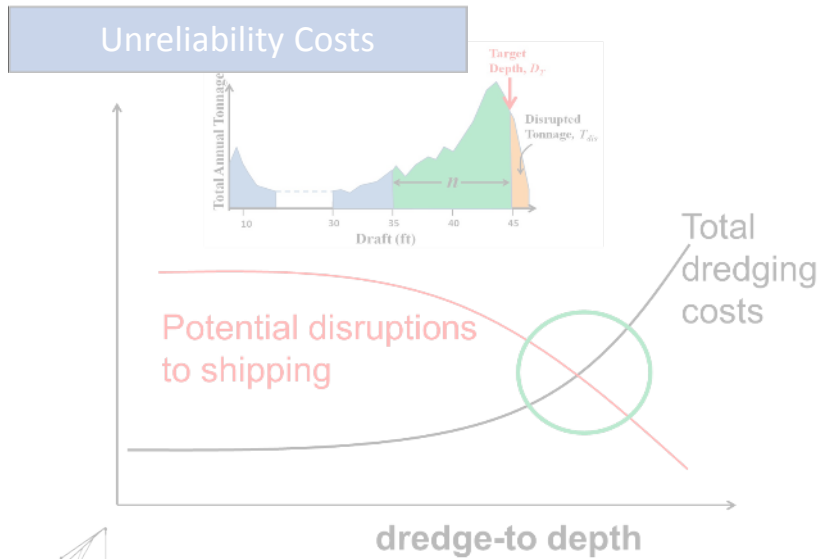 Unreliability Costs
Target
Depth, D_T
Disrupted
Tonnage, T_dis
Total Annual Tonnage
n
10
30
35
40
45
Draft (ft)
Total
dredging
costs
Potential disruptions
to shipping
dredge-to depth